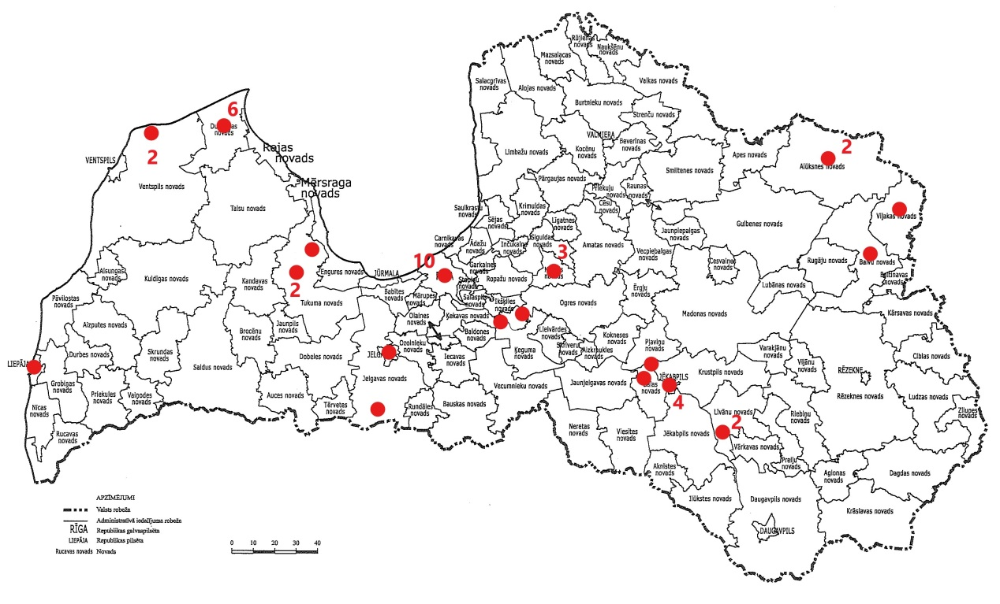 Rūjienas
novads
Naukšēnu
novads
Mazsalacas
novads
Salacgrīvas
novads
Alojas novads
Valkas novads
Burtnieku novads
Strenču novads
6
novads
2
VENTSPILS
Rojas
novads
Ventspils novads
Mērsraga
novads
Talsu novads
VALMIERA
Limbažu novads
Kocēnu
novads
Beverīnas
novads
Smiltenes novads
Apes novads
2
Alūksnes novads
Pārgaujas novads
Priekuļu
novads
Raunas
novads
Cēsu
novads
Saulkrastu
novads
Krimuldas
novads
Sējas
novads
Līgatnes
novads
Viļakas novads
Gulbenes novads
Jaunpiebalgas
novads
Carnikavas
novads
Ādažu
novads
Inčukalna
novads
Siguldas
novads
Amatas novads
Vecpiebalgas
novads
3
novads
10
Garkalnes
novads
Cesvaines
novads
Rugāju novads
Balvu novads
Baltinavas
novads
Alsungas
novads
Kuldīgas novads
Kandavas
novads
2
Engures novads
JŪRMALA
Stopiņu
novads
Ropažu novads
Lubānas novads
Ērgļu
novads
Pāvilostas
novads
Tukuma novads
Babītes
novads
Mārupes
novads
Salaspils
novads
Ikšķiles
novads
Ogres novads
Madonas novads
Kārsavas novads
Aizputes novads
Jaunpils
novads
Brocēnu
novads
Olaines
novads
Ķekavas novads
Baldones
novads
Lielvārdes
novads
Kokneses
novads
Skrīveru
novads
Aizkraukles
novads
Pļaviņu
novads
Varakļānu
novads
Durbes novads
Skrundas
novads
Saldus novads
Dobeles novads
Ozolnieku
novads
Iecavas
novads
Ķeguma
novads
Viļānu
novads
Ciblas novads
LIEPĀJA
Grobiņas
novads
Priekules
novads
Vaiņodes
novads
Auces novads
Jelgavas novads
Vecumnieku novads
Jaunjelgavas novads
novads
JĒKABPILS
Krustpils novads
4
RĒZEKNE
Rēzeknes novads
Ludzas novads
Nīcas
novads
Rucavas
novads
Tērvetes
novads
Rundāles
novads
Bauskas novads
Neretas
novads
Viesītes
novads
Jēkabpils novads
Līvānu novads
2
Riebiņu
novads
Zilupes
novads
Vārkavas novads
Preiļu
novads
Aknīstes
novads
Aglonas
novads
Dagdas novads
Ilūkstes novads
Daugavpils novads
DAUGAVPILS
Krāslavas novads
APZĪMĒJUMI
Valsts robeža
Administratīvā iedalījuma robeža
RĪGA Republikas galvaspilsēta
LIEPĀJA Republikas pilsēta
Rucavas novads Novads
0 10 20 30 40